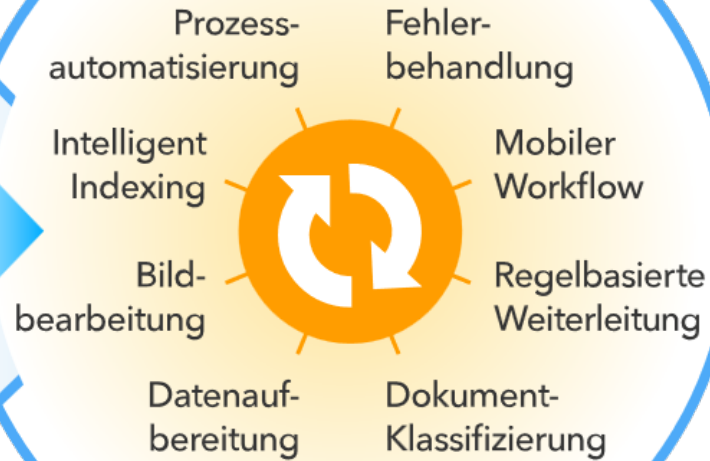 Prozess-
automatisierung
Fehler-
behandlung
Intelligent
Indexing
Mobiler
Workflow
Bild-
bearbeitung
Regelbasierte
Weiterleitung
Datenauf-
bereitung
Dokument-
Klassifizierung